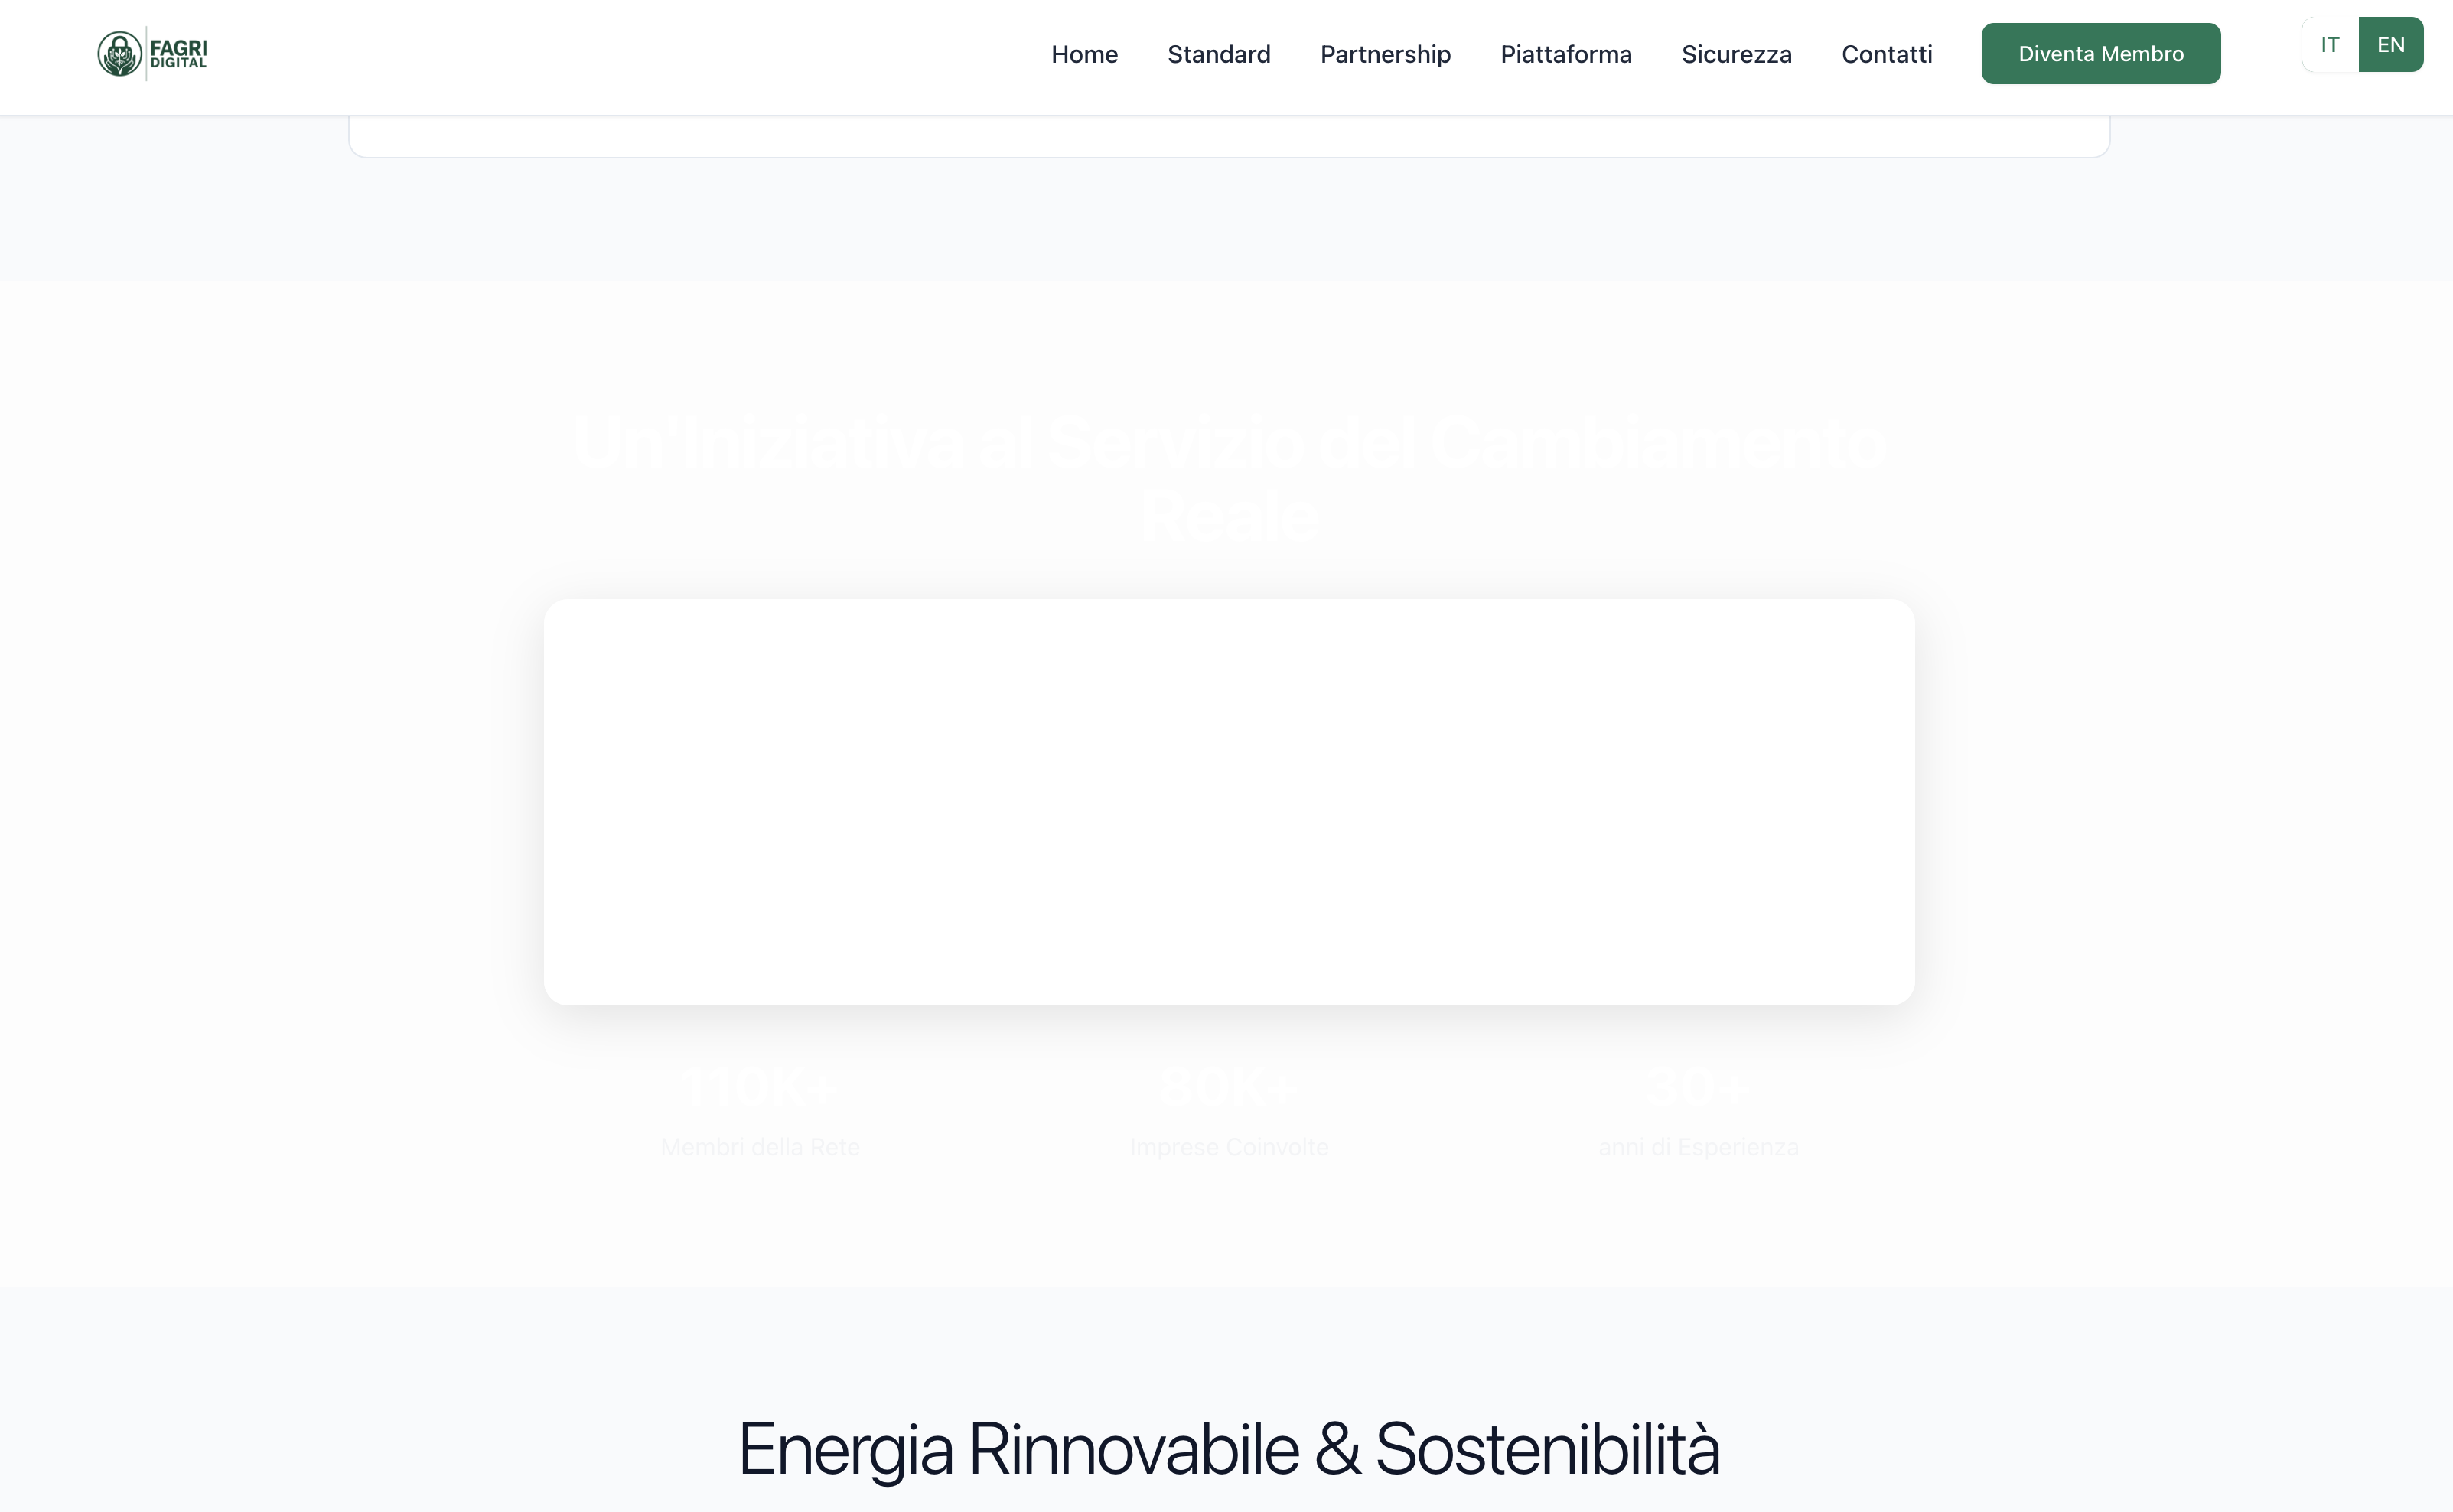 FAGRI
DIGITAL
Home Standard Partnership Piattaforma Sicurezza Contatti Diventa Membro IT EN
Un'Iniziativa al Servizio del Cambiamento
Reale
110K+ 80K+ 30+
Membri della Rete Imprese Coinvolte anni di Esperienza
Energia Rinnovabile & Sostenibilità